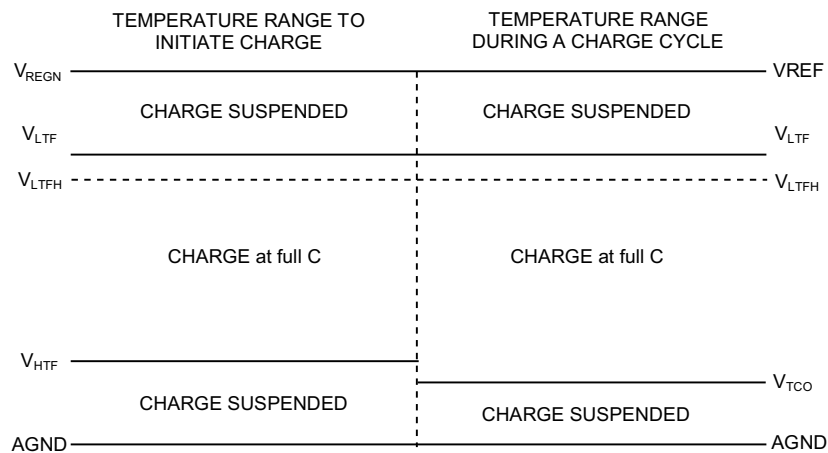 TEMPERATURE RANGE TO
INITIATE CHARGE
TEMPERATURE RANGE
DURING A CHARGE CYCLE
VREGN
VREF
CHARGE SUSPENDED
CHARGE SUSPENDED
VLTF
VLTF
VLTFH
VLTFH
CHARGE at full C
CHARGE at full C
VHTF
VTCO
CHARGE SUSPENDED
CHARGE SUSPENDED
AGND
AGND